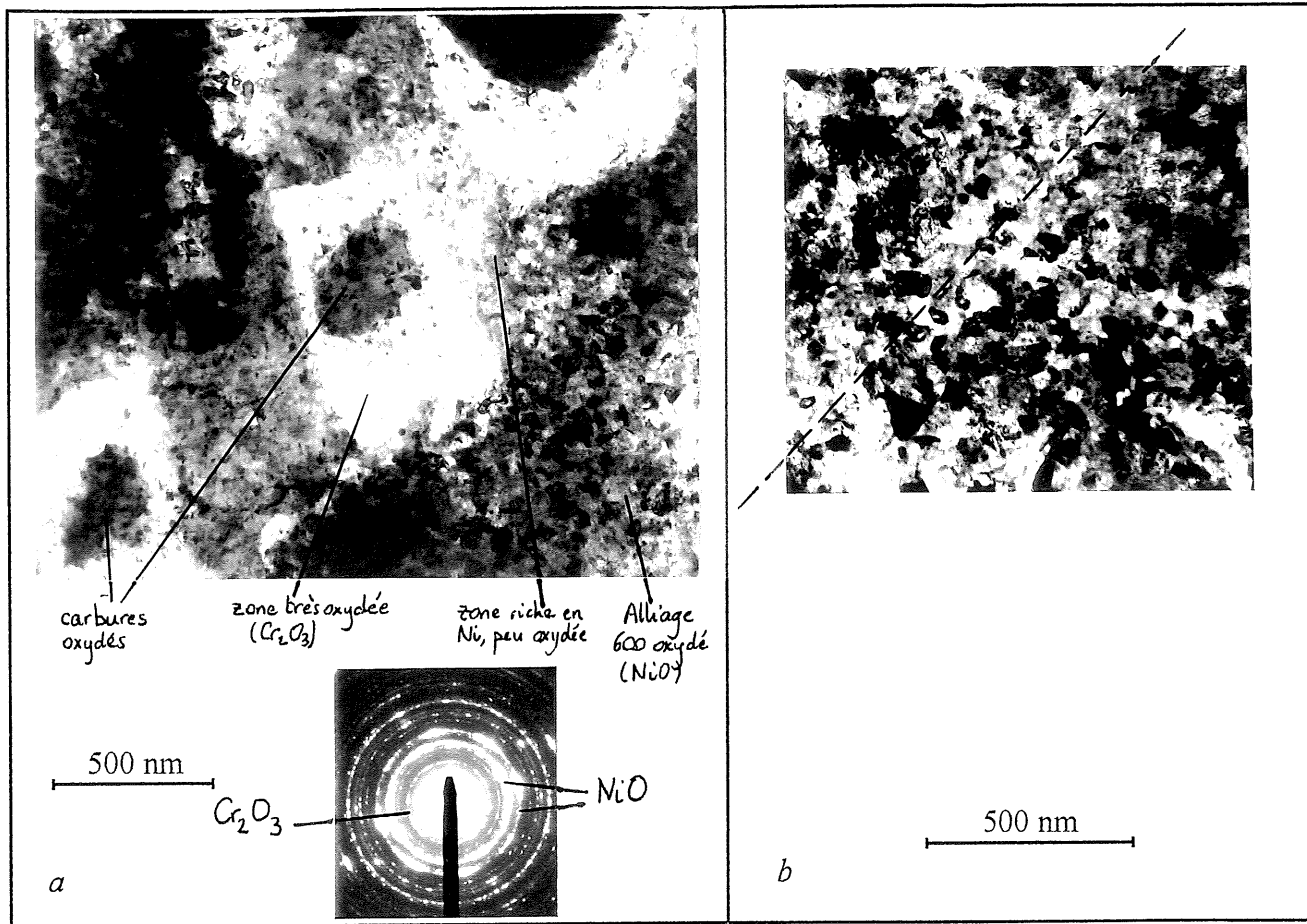 carbures
oxydés
zone très oxydée
(Cr2O3)
zone riche en
Ni, peu oxydée
Alliage
600 oxydé
(NiO)
500 nm
Cr2O3
NiO
a
500 nm
b